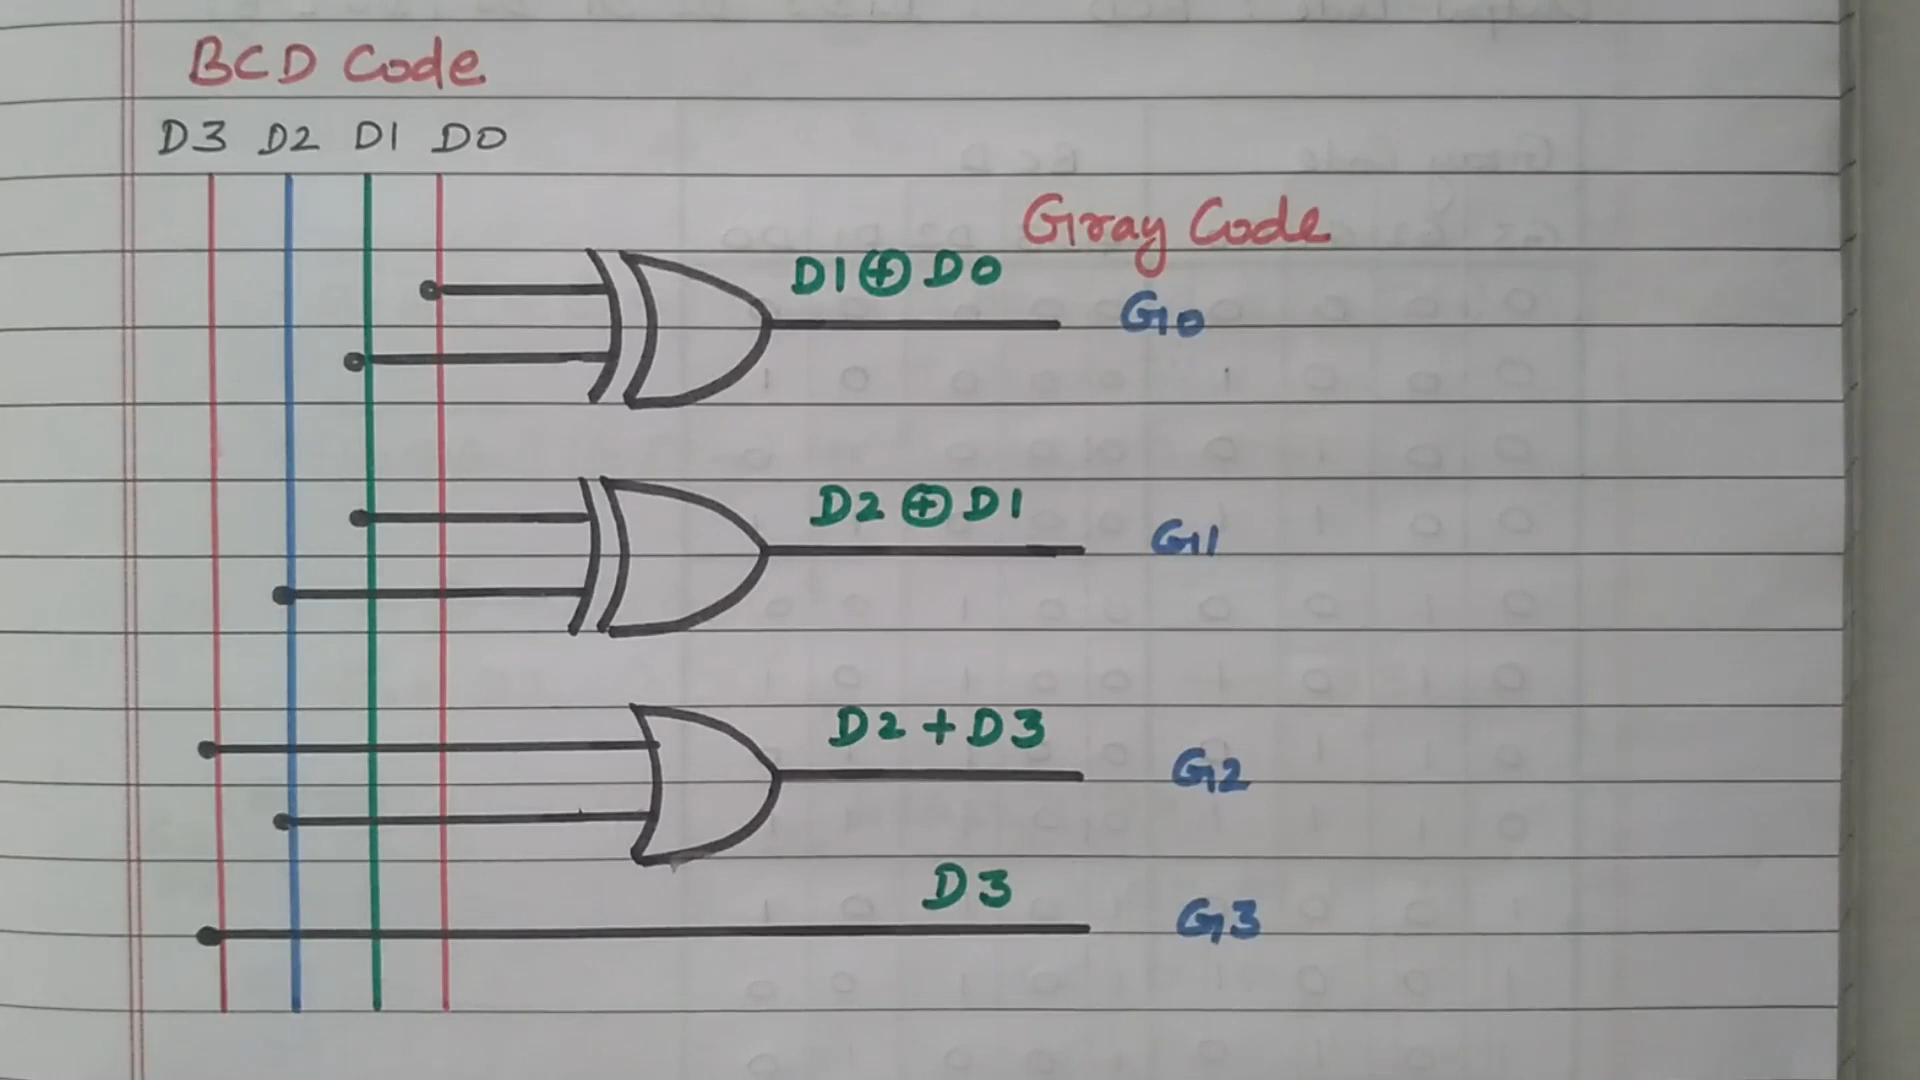 BCD Code
D3 D2 D1 D0
Gray Code
D1 ⊕ D0
G0
D2 ⊕ D1
G1
D2 + D3
G2
D3
G3